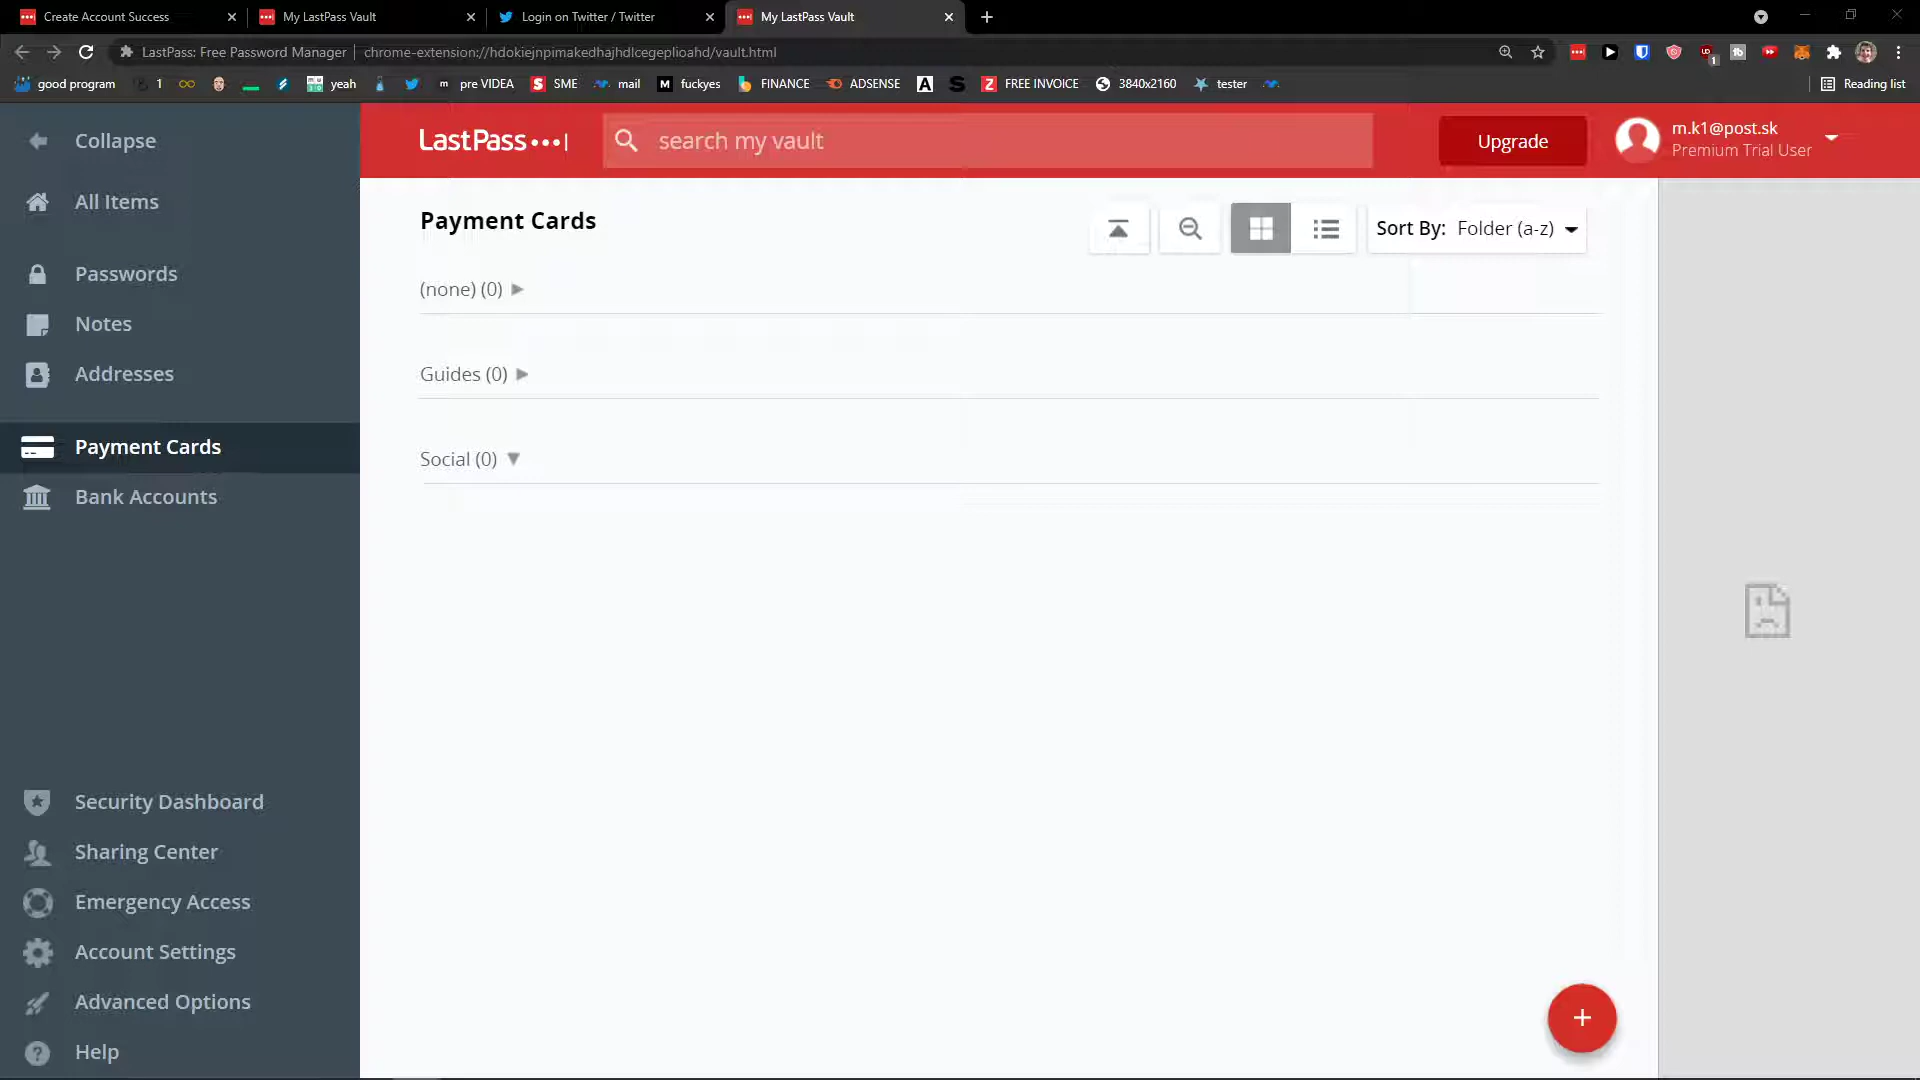 Create Account Success
My LastPass Vault
Login on Twitter / Twitter
My LastPass Vault
LastPass: Free Password Manager
chrome-extension://hdokiejnpimakedhajhdlcegeplioahd/vault.html
good program
1
yeah
m
pre VIDEA
S
SME
mail
M
fuckyes
FINANCE
ADSENSE
A
S
Z
FREE INVOICE
3840x2160
tester
Reading list
Collapse
LastPass
search my vault
Upgrade
m.k1@post.sk
Premium Trial User
All Items
Passwords
Notes
Addresses
Payment Cards
Bank Accounts
Security Dashboard
Sharing Center
Emergency Access
Account Settings
Advanced Options
? Help
Payment Cards
Sort By: Folder (a-z)
(none) (0)
Guides (0)
Social (0)
+